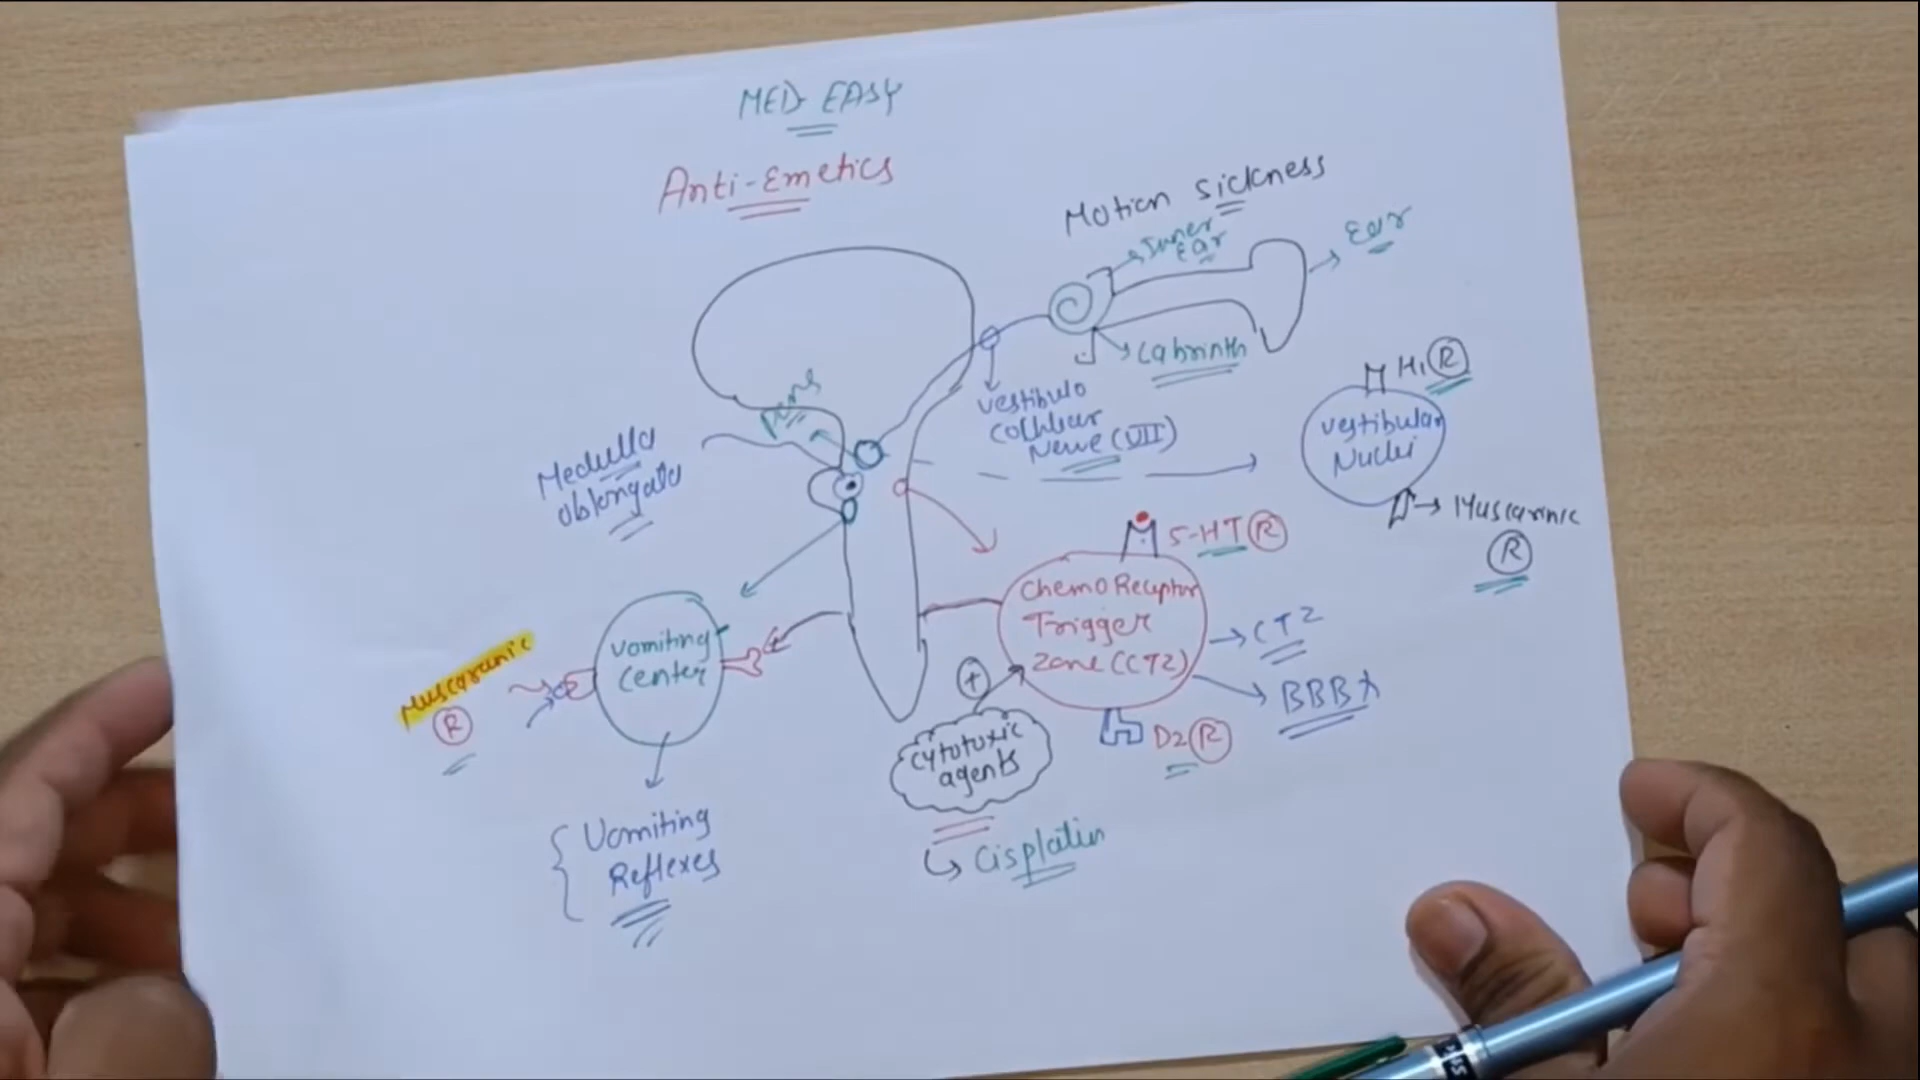 MED EASY
Anti-Emetics
Motion Sickness
Inner
Ear
Ear
Labrinth
Vestibulo
Cochlear
Nerve (VII)
Pons
Medulla
oblongata
H1 R
Vestibular
Nuclei
Muscarinic
R
5-HT R
Chemo Receptor
Trigger
Zone (CTZ)
CTZ
BBB X
D2 R
+
Cytotoxic
agents
Cisplatin
Vomiting
Center
Muscarinic
R
Vomiting
Reflexes